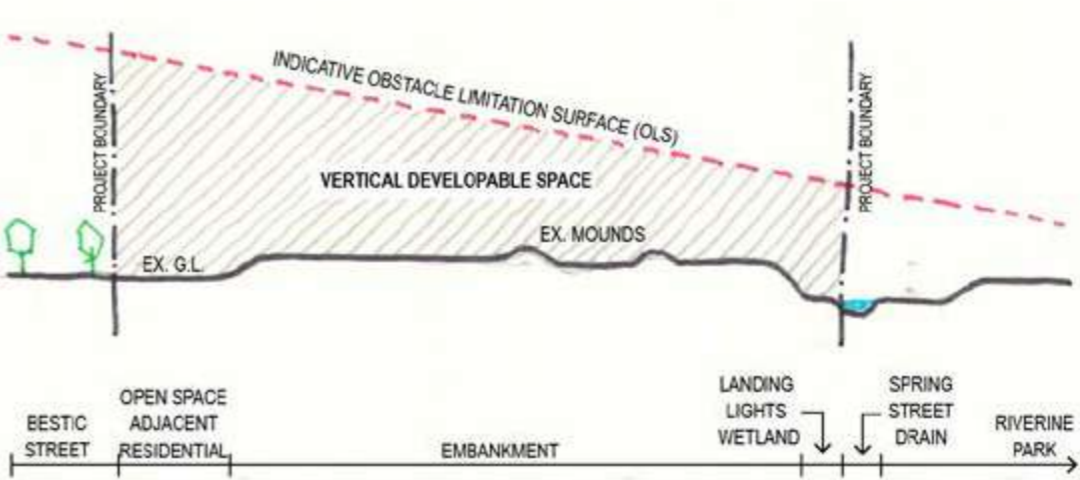 INDICATIVE OBSTACLE LIMITATION SURFACE (OLS)
PROJECT BOUNDARY
PROJECT BOUNDARY
VERTICAL DEVELOPABLE SPACE
EX. MOUNDS
EX. G.L.
BESTIC
STREET
OPEN SPACE
ADJACENT
RESIDENTIAL
EMBANKMENT
LANDING
LIGHTS
WETLAND
SPRING
STREET
DRAIN
RIVERINE
PARK